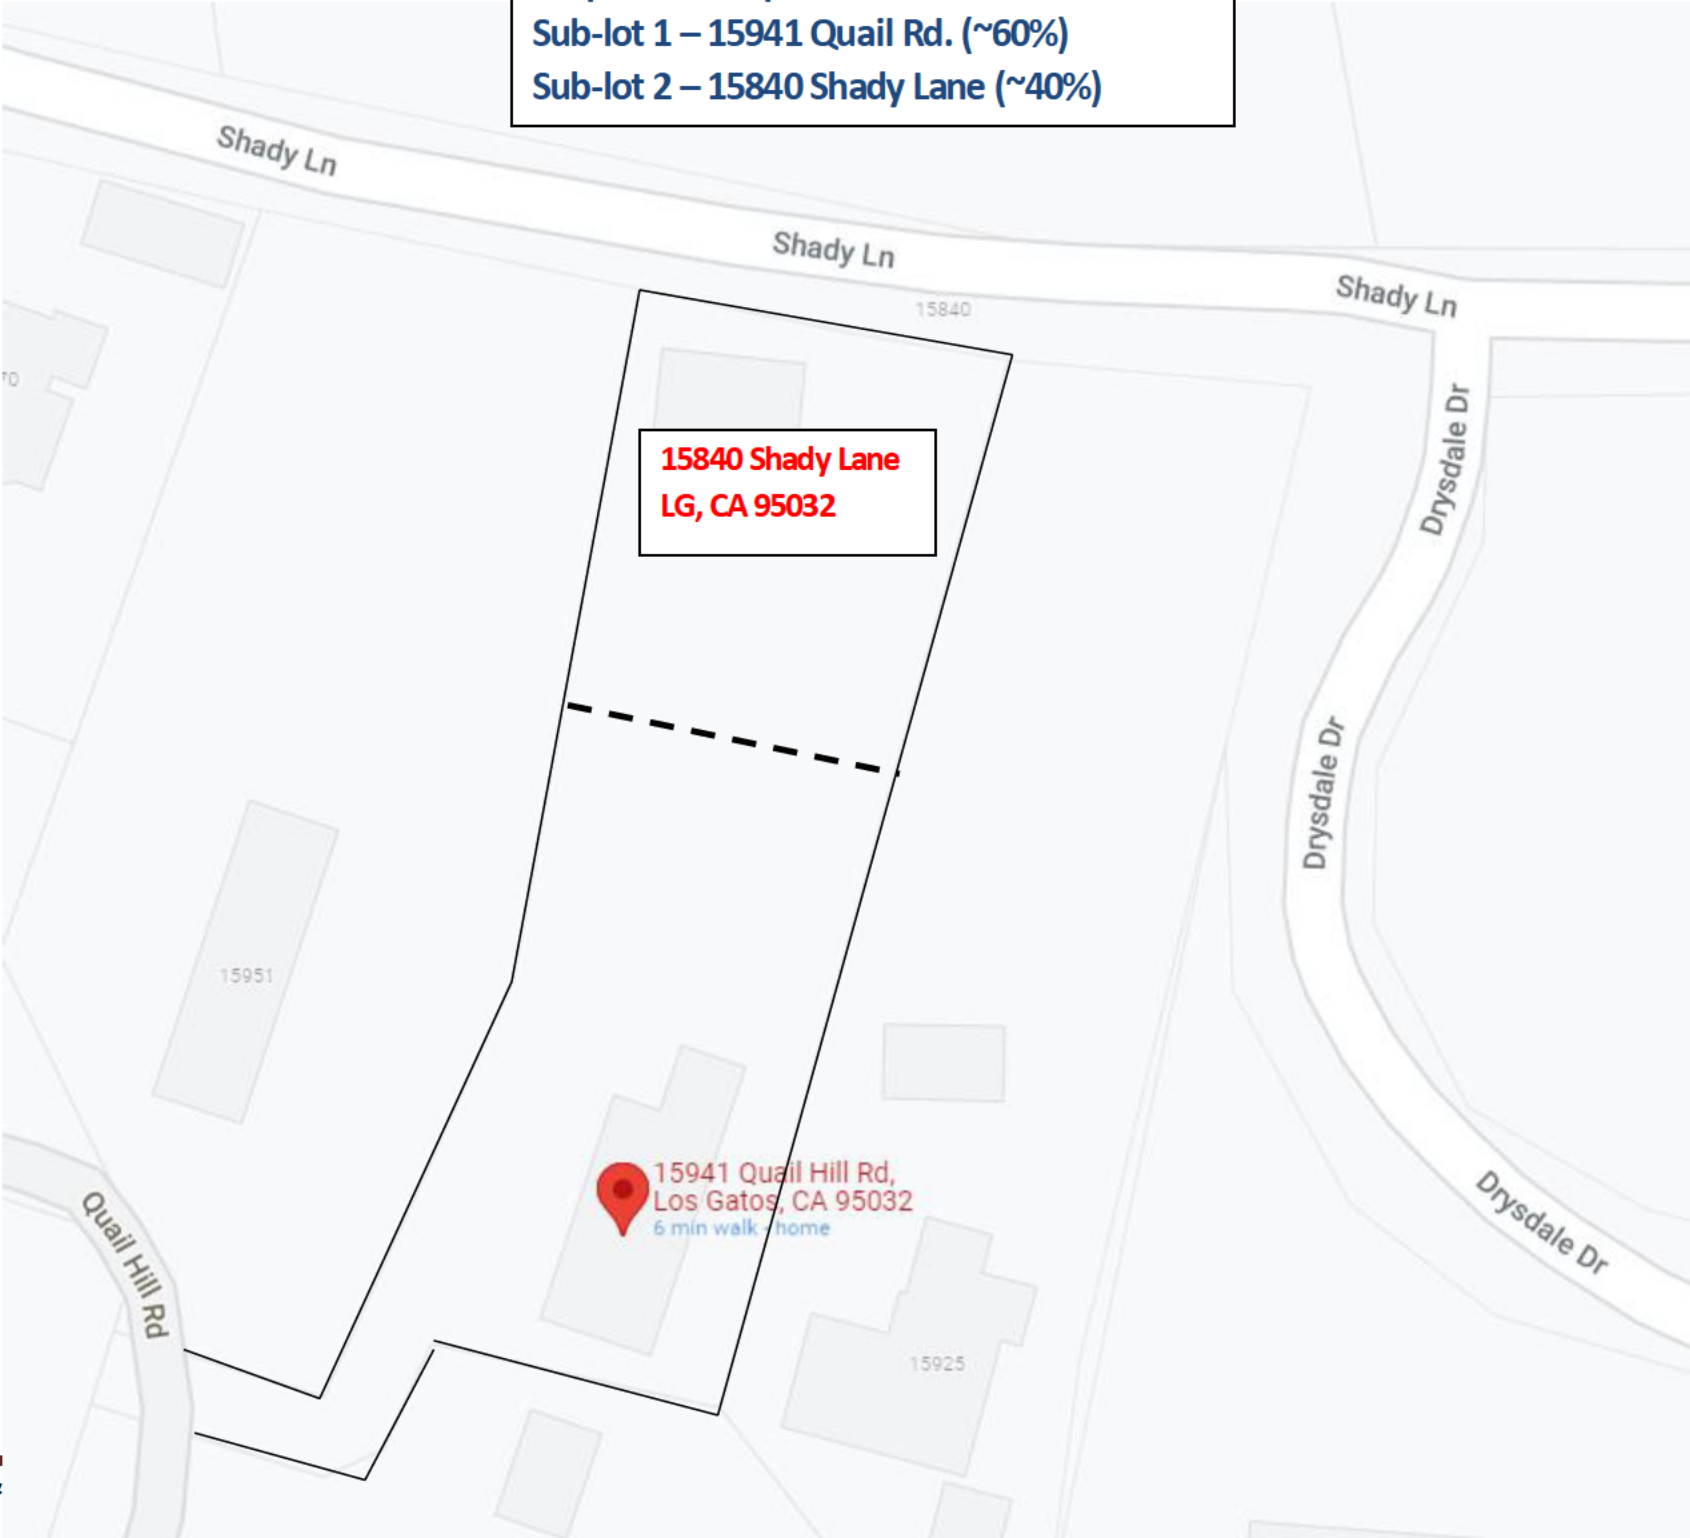 Sub-lot 1 – 15941 Quail Rd. (~60%)
Sub-lot 2 – 15840 Shady Lane (~40%)
Shady Ln
Shady Ln
Shady Ln
15840
Drysdale Dr
15840 Shady Lane
LG, CA 95032
Drysdale Dr
15951
15941 Quail Hill Rd,
Los Gatos, CA 95032
6 min walk - home
Quail Hill Rd
Drysdale Dr
15925